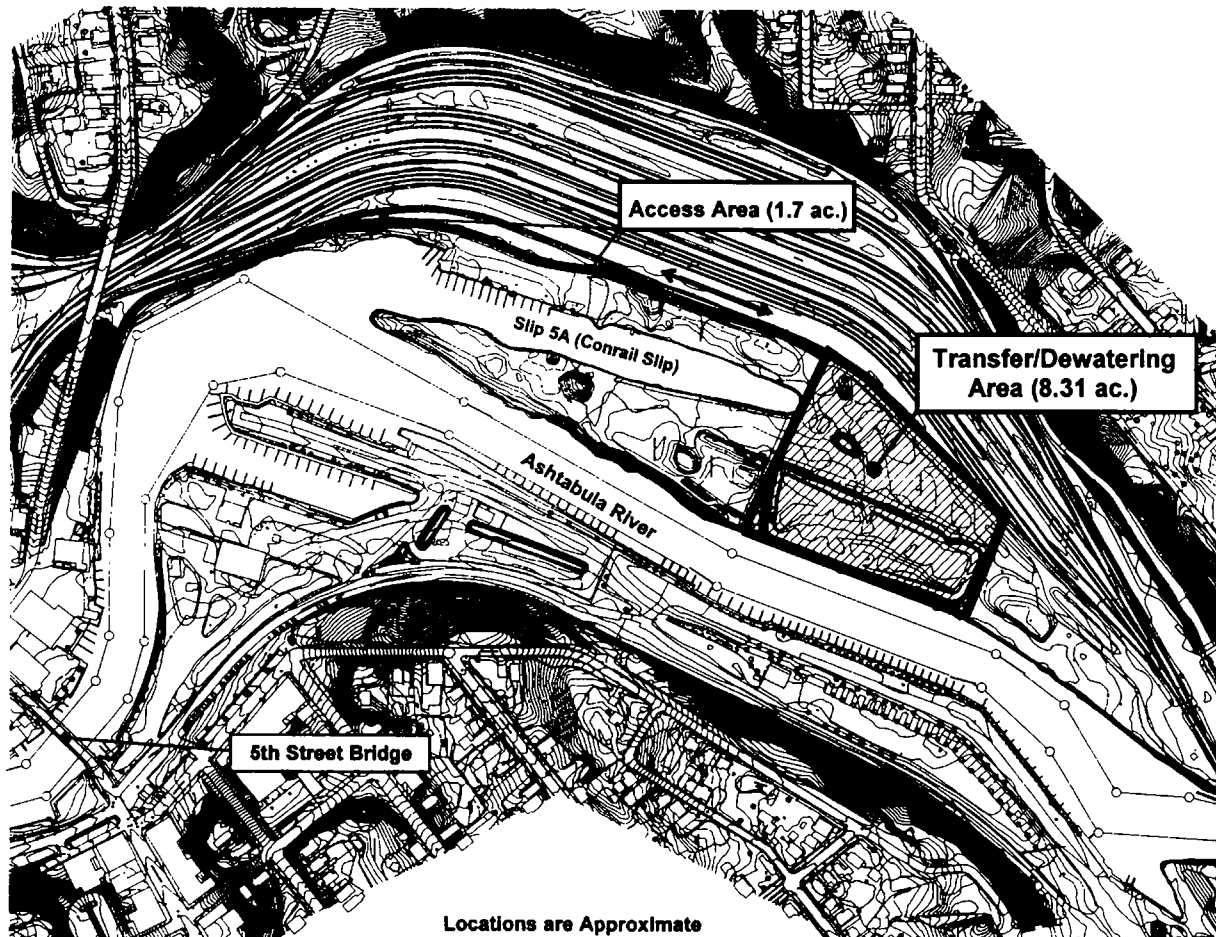 Access Area (1.7 ac.)
Slip 5A (Conrail Slip)
Transfer/Dewatering
Area (8.31 ac.)
Ashtabula River
5th Street Bridge
Locations are Approximate